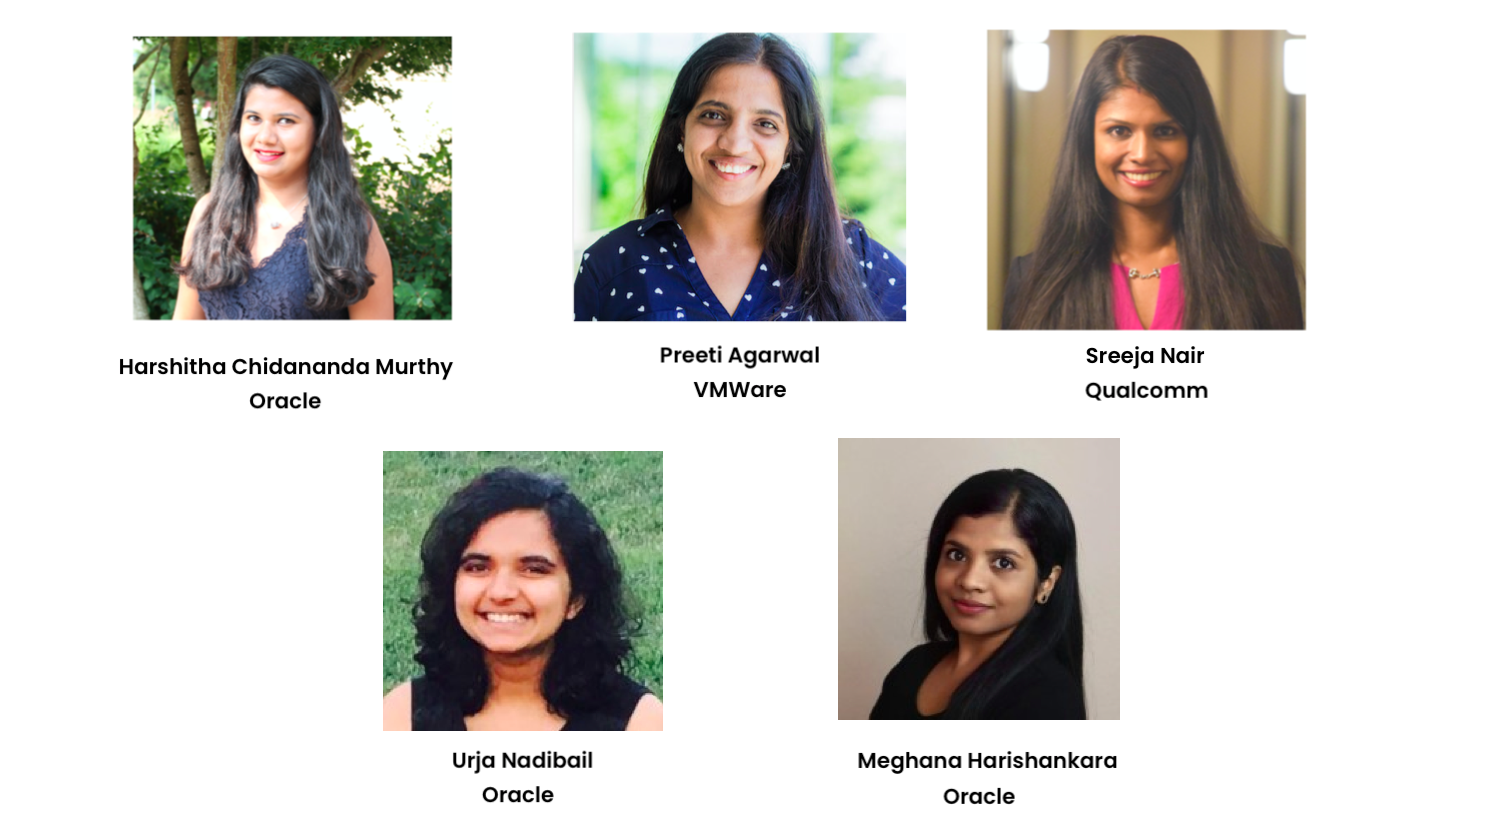 Harshitha Chidananda Murthy
Oracle
Preeti Agarwal
VMWare
Sreeja Nair
Qualcomm
Urja Nadibail
Oracle
Meghana Harishankara
Oracle